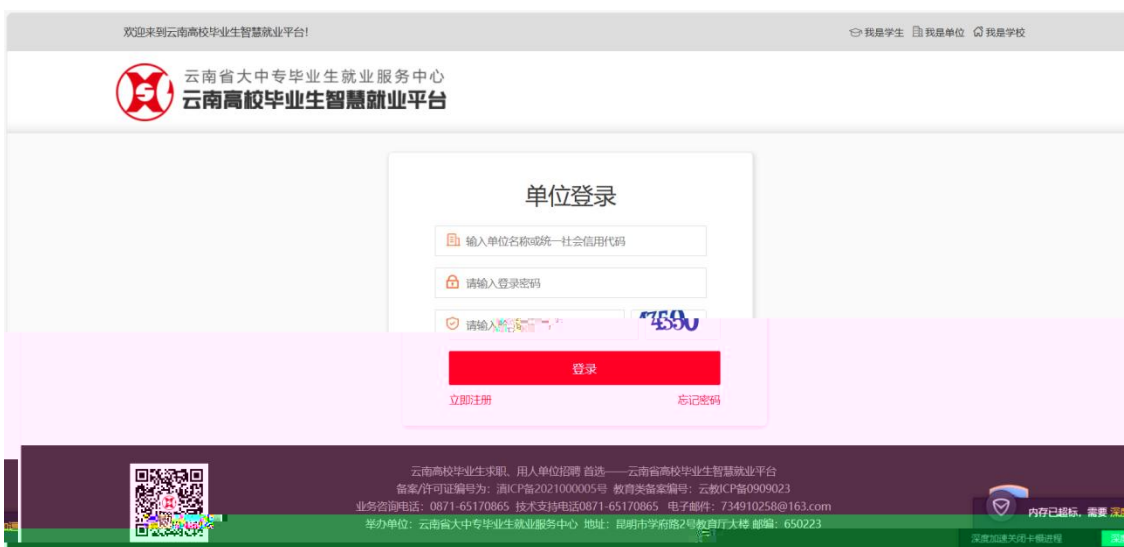 欢迎来到云南高校毕业生智慧就业平台!
我是学生 我是单位 我是学校
云南省大中专毕业生就业服务中心
云南高校毕业生智慧就业平台
单位登录
输入单位名称或统一社会信用代码
请输入登录密码
请输入
登录
立即注册 忘记密码
云南高校毕业生求职、用人单位招聘 首选——云南省高校毕业生智慧就业平台
备案/许可证编号为：滇ICP备2021000005号 教育类备案编号：云教ICP备0909023
业务咨询电话：0871-65170865 技术支持电话0871-65170865 电子邮件：734910258@163.com
举办单位：云南省大中专毕业生就业服务中心 地址：昆明市学府路2号教育厅大楼 邮编：650223
内存已超标，需要
深度加速关闭卡慢进程